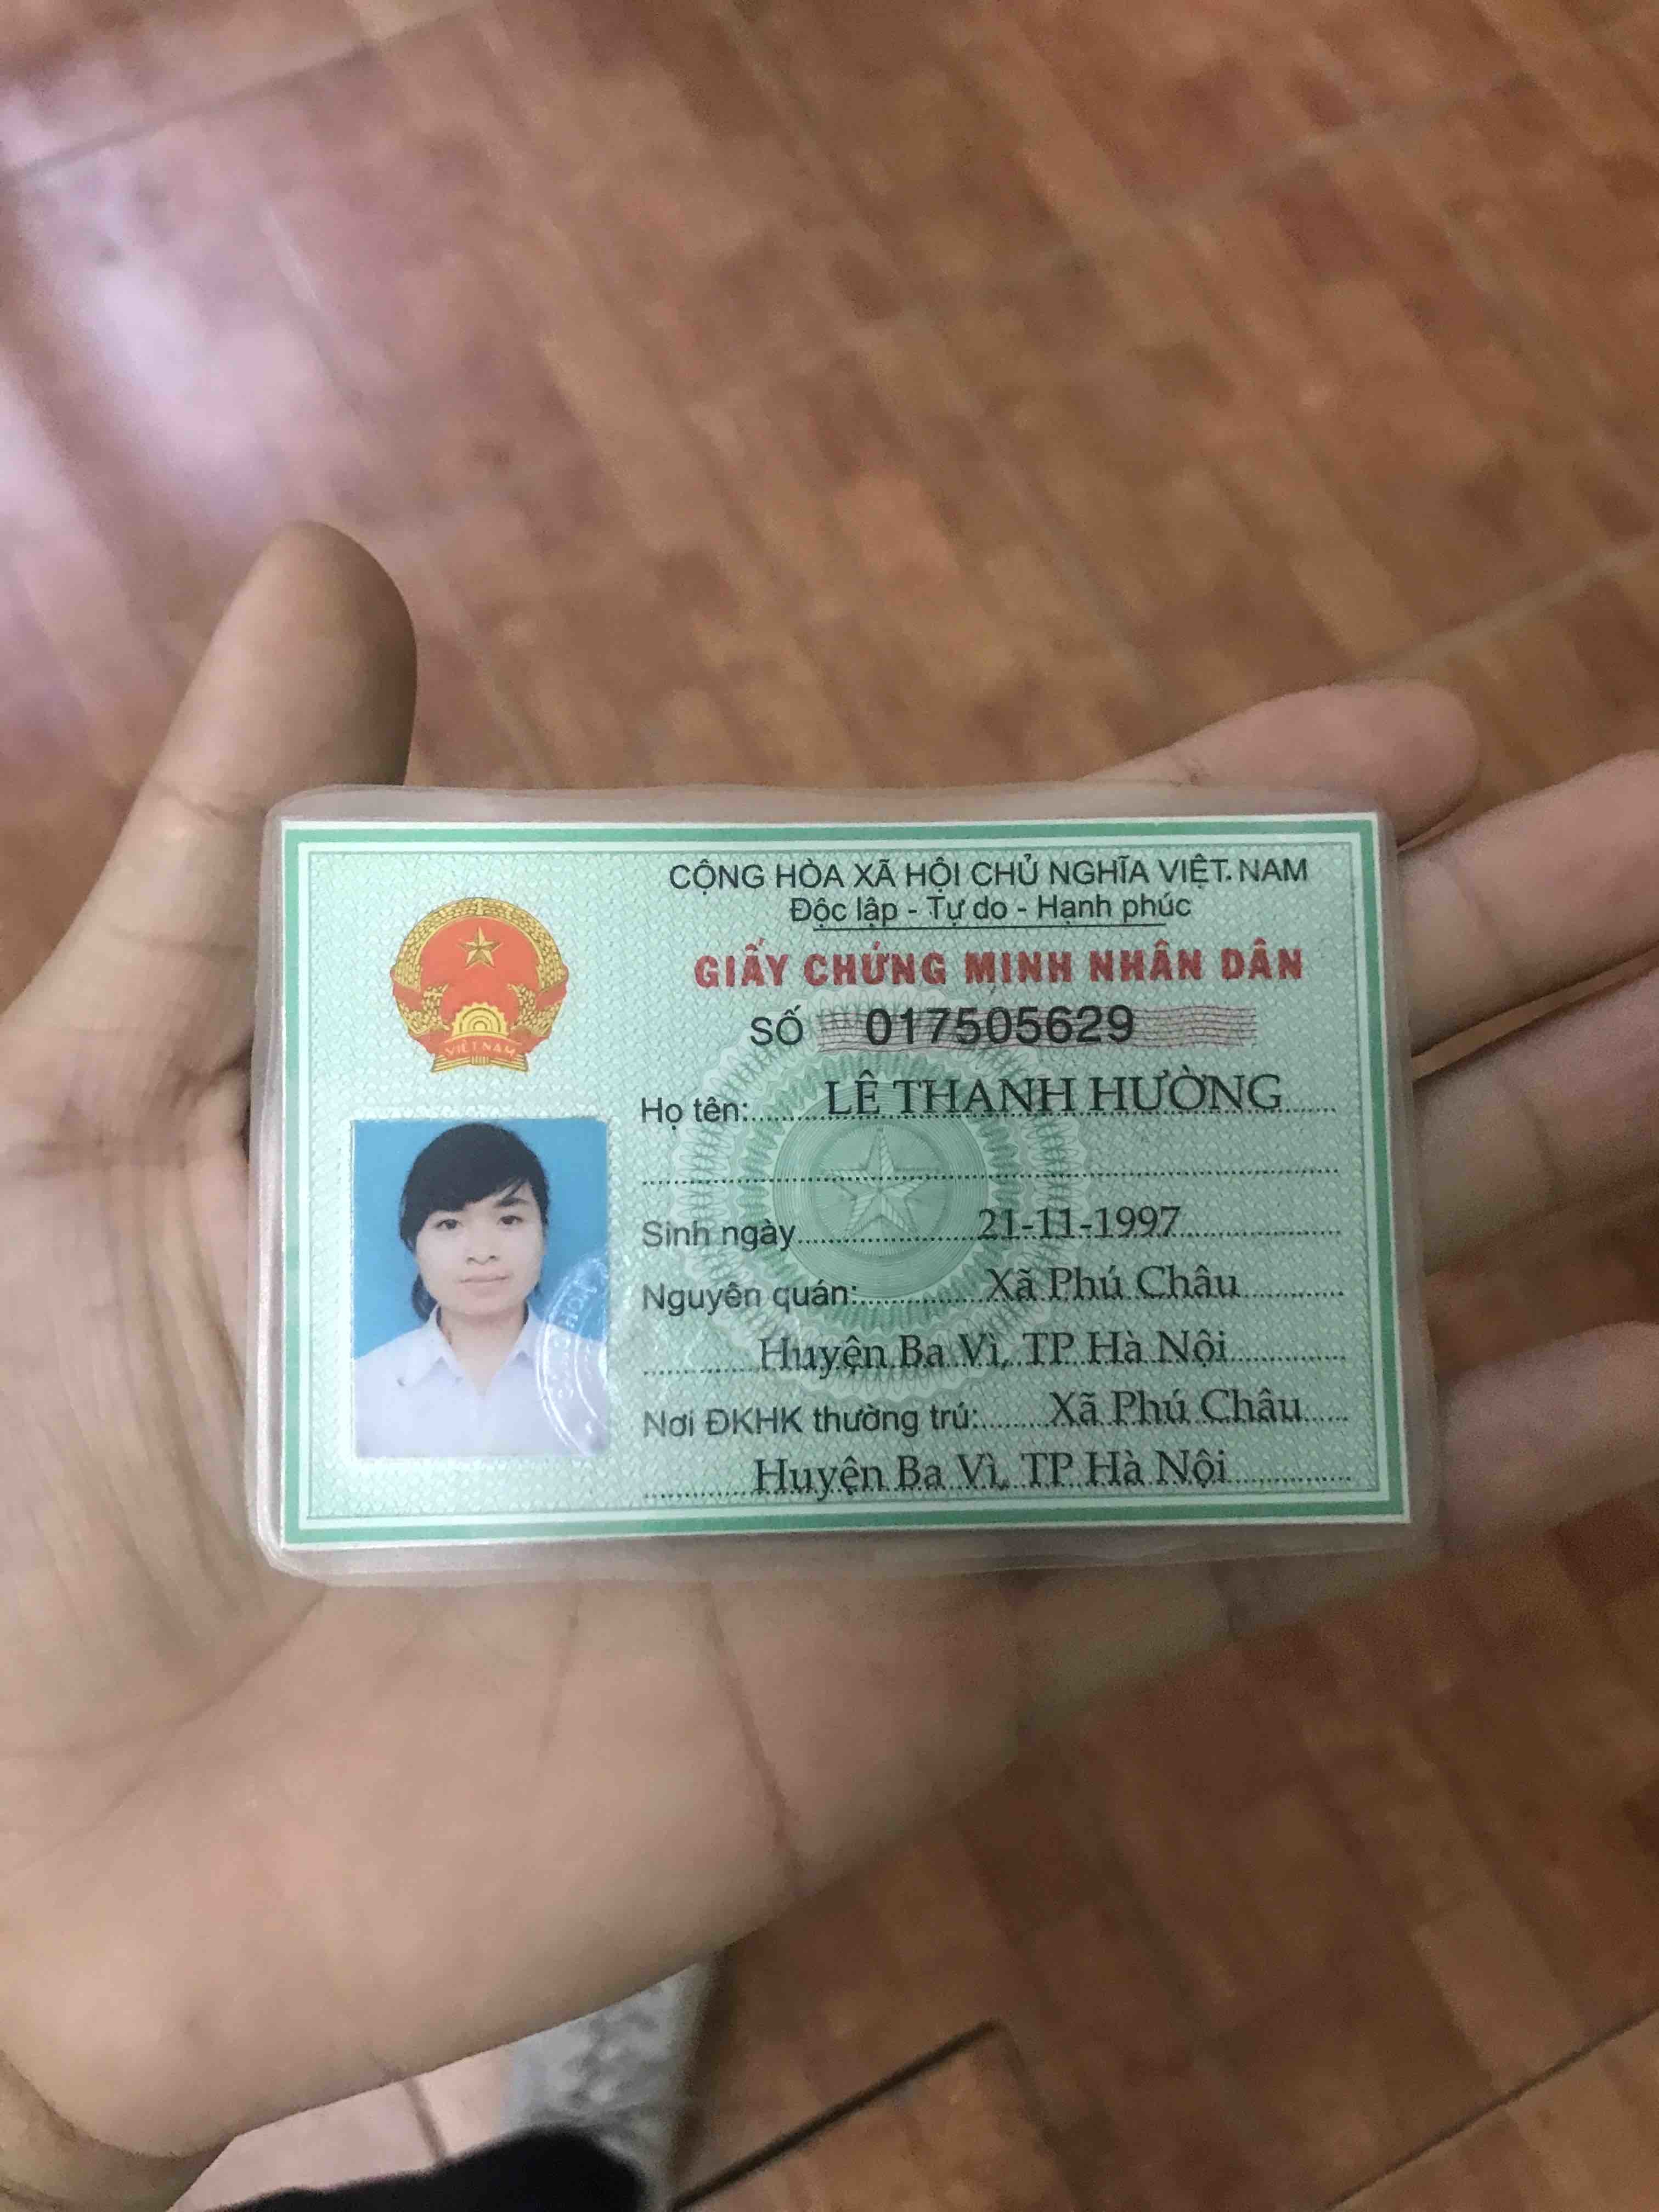 CỘNG HÒA XÃ HỘI CHỦ NGHĨA VIỆT NAM
Độc lập - Tự do - Hạnh phúc
GIẤY CHỨNG MINH NHÂN DÂN
SỐ 017505629
VIỆT NAM
Họ tên: LÊ THANH HƯỜNG
Sinh ngày 21-11-1997
Nguyên quán: Xã Phú Châu
Huyện Ba Vì, TP Hà Nội
Nơi ĐKHK thường trú: Xã Phú Châu
Huyện Ba Vì, TP Hà Nội